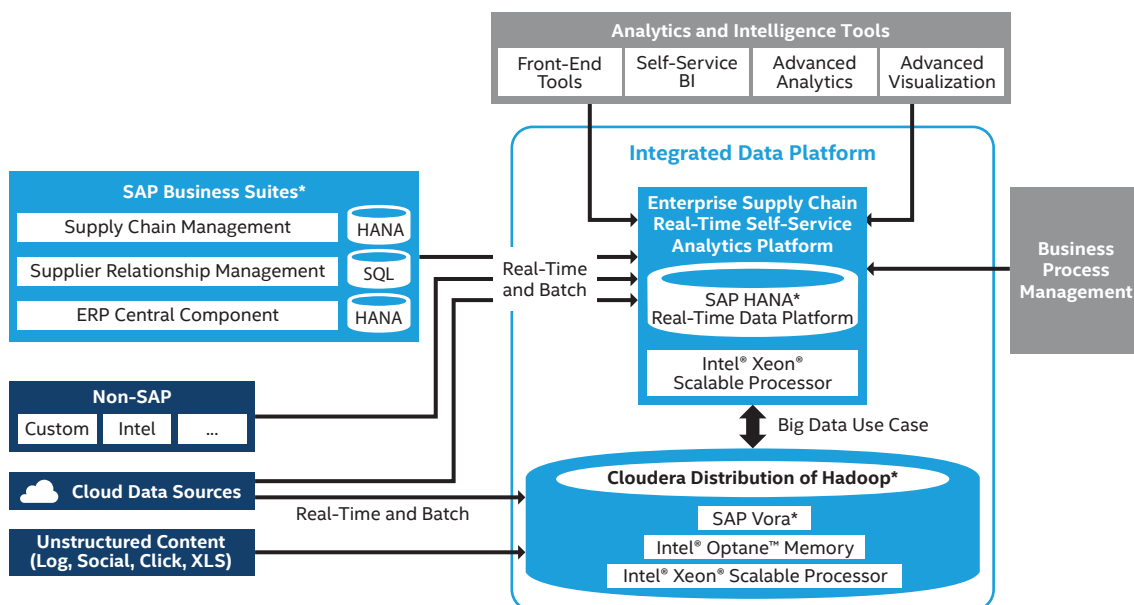 Analytics and Intelligence Tools
Front-End
Tools
Self-Service
BI
Advanced
Analytics
Advanced
Visualization
Integrated Data Platform
SAP Business Suites*
Supply Chain Management
HANA
Supplier Relationship Management
SQL
ERP Central Component
HANA
Real-Time
and Batch
Enterprise Supply Chain
Real-Time Self-Service
Analytics Platform
SAP HANA*
Real-Time Data Platform
Intel® Xeon®
Scalable Processor
Business
Process
Management
Non-SAP
Custom
Intel
...
Big Data Use Case
Cloud Data Sources
Real-Time and Batch
Unstructured Content
(Log, Social, Click, XLS)
Cloudera Distribution of Hadoop*
SAP Vora*
Intel® Optane™ Memory
Intel® Xeon® Scalable Processor